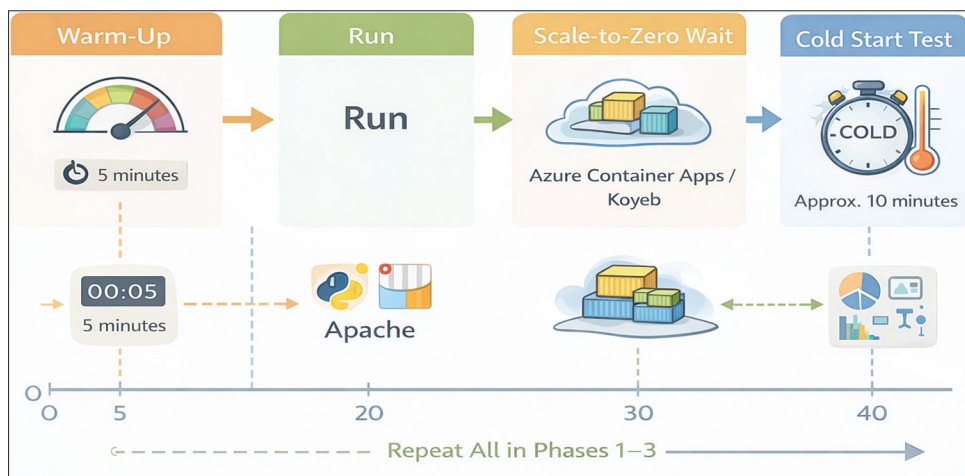 Warm-Up
Run
Scale-to-Zero Wait
Cold Start Test
5 minutes
Run
Azure Container Apps /
Koyeb
COLD
Approx. 10 minutes
00:05
5 minutes
Apache
O
0 5 20 30 40
Repeat All in Phases 1–3